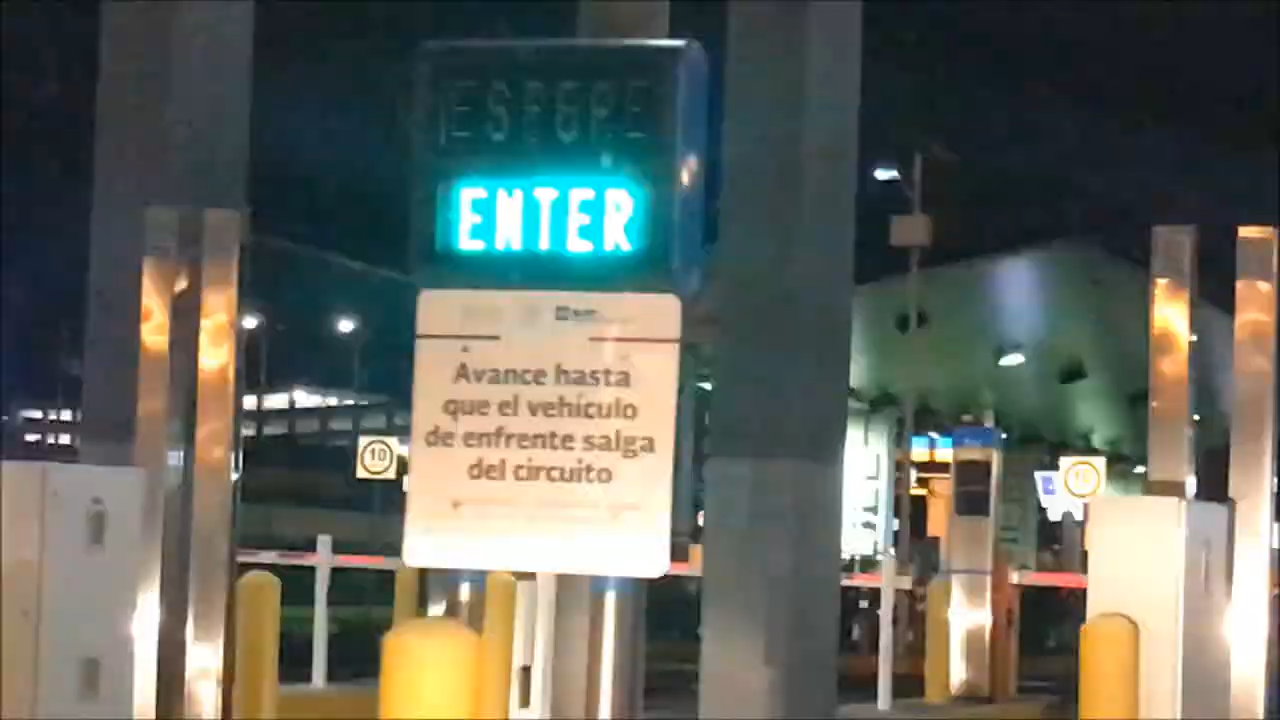 ESPERE
ENTER
Avance hasta
que el vehículo
de enfrente salga
del circuito
10
10